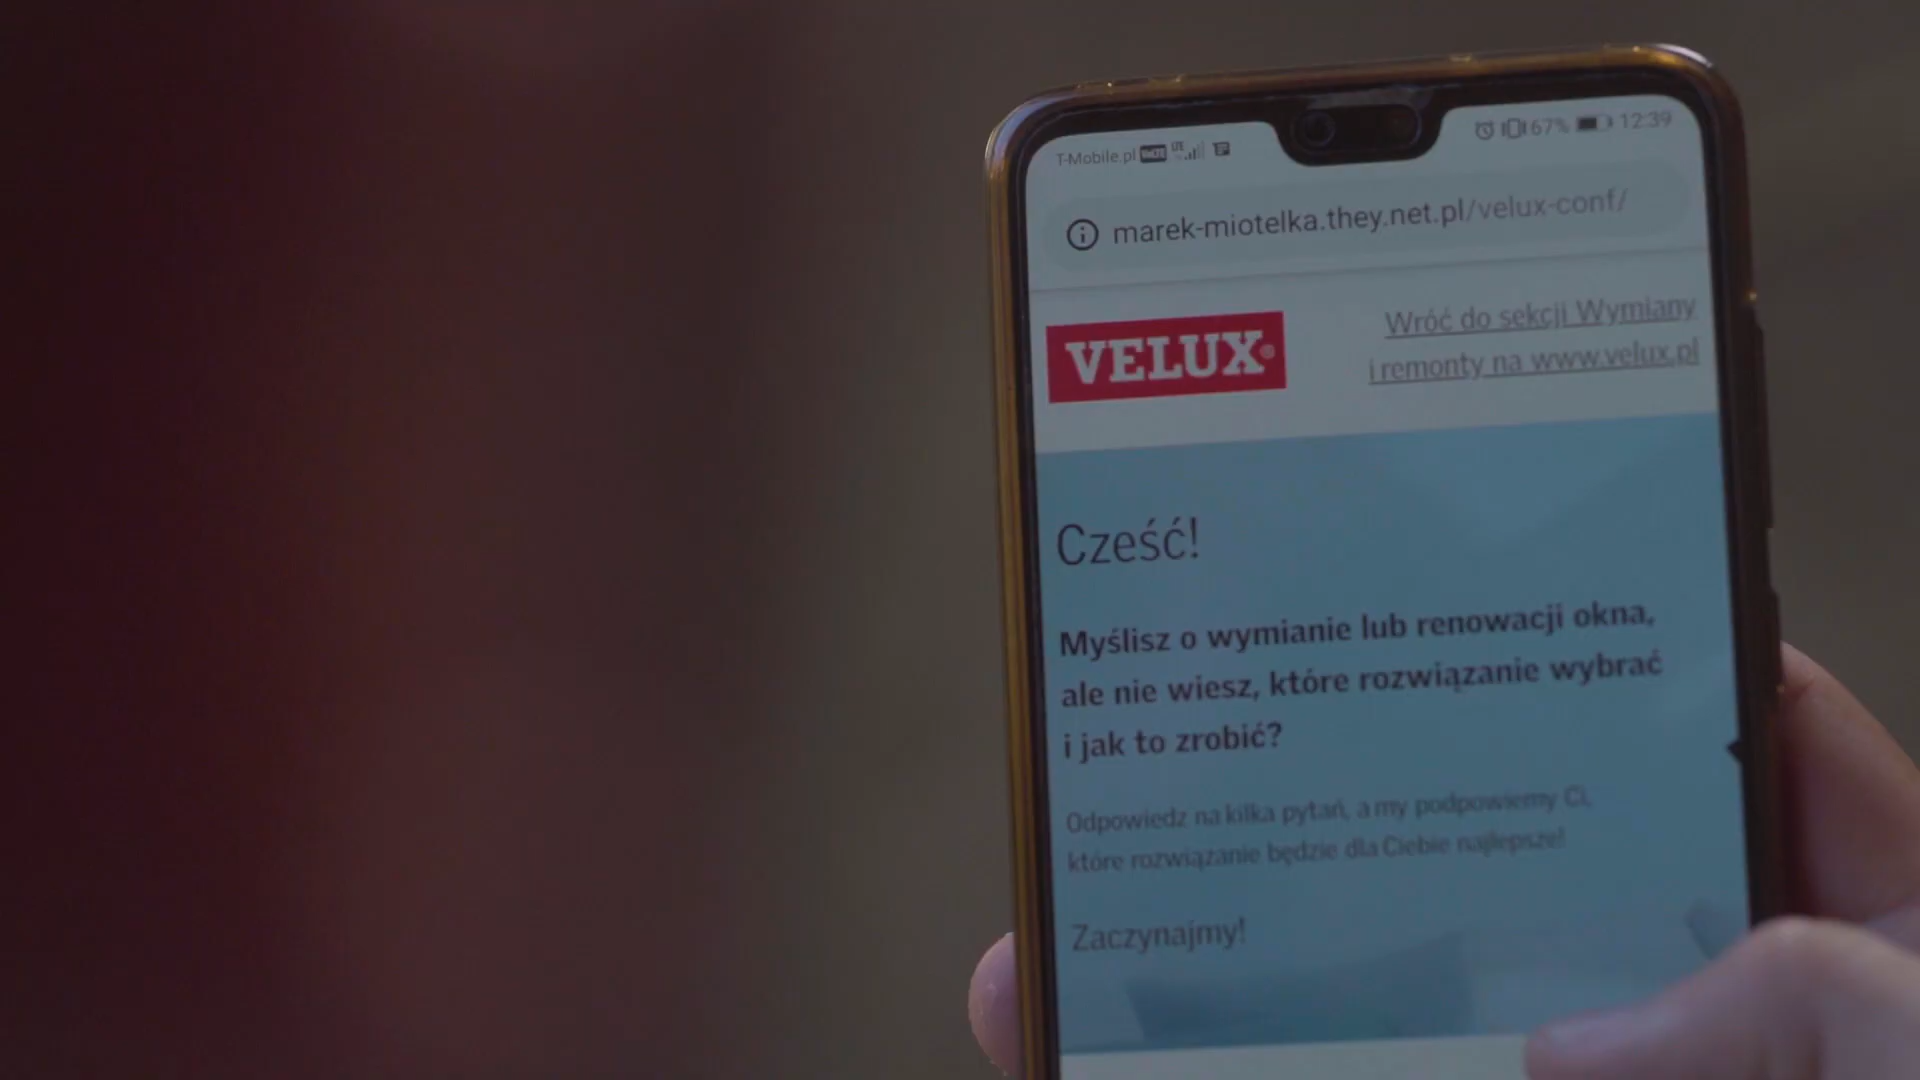 T-Mobile.pl VoLTE LTE 67% 12:39
marek-miotelka.they.net.pl/velux-conf/
VELUX®
Wróć do sekcji Wymiany
i remonty na www.velux.pl
Cześć!
Myślisz o wymianie lub renowacji okna,
ale nie wiesz, które rozwiązanie wybrać
i jak to zrobić?
Odpowiedz na kilka pytań, a my podpowiemy Ci,
które rozwiązanie będzie dla Ciebie najlepsze!
Zaczynajmy!